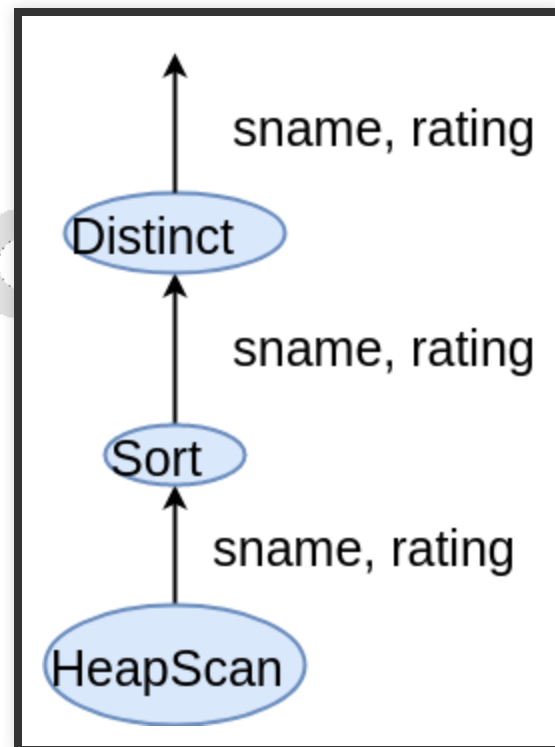 sname, rating
Distinct
sname, rating
Sort
sname, rating
HeapScan